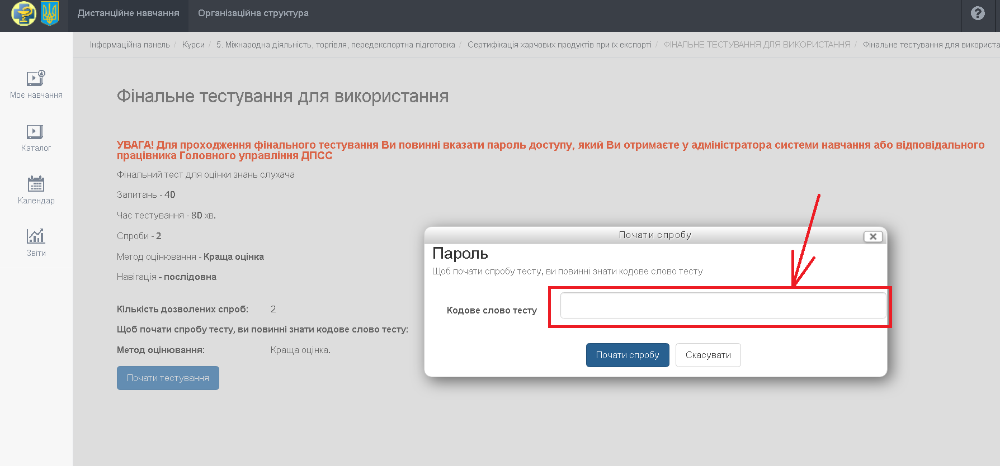 Дистанційне навчання
Організаційна структура
Інформаційна панель / Курси / 5. Міжнародна діяльність, торгівля, передекспортна підготовка / Сертифікація харчових продуктів при їх експорті / ФІНАЛЬНЕ ТЕСТУВАННЯ ДЛЯ ВИКОРИСТАННЯ / Фінальне тестування для використа
Моє навчання
Каталог
Календар
Звіти
Фінальне тестування для використання
УВАГА! Для проходження фінального тестування Ви повинні вказати пароль доступу, який Ви отримаєте у адміністратора системи навчання або відповідального
працівника Головного управління ДПСС
Фінальний тест для оцінки знань слухача
Запитань - 40
Час тестування - 80 хв.
Спроби - 2
Метод оцінювання - Краща оцінка
Навігація - послідовна
Кількість дозволених спроб: 2
Щоб почати спробу тесту, ви повинні знати кодове слово тесту:
Метод оцінювання: Краща оцінка.
Почати тестування
Почати спробу
Пароль
Щоб почати спробу тесту, ви повинні знати кодове слово тесту
Кодове слово тесту
Почати спробу
Скасувати